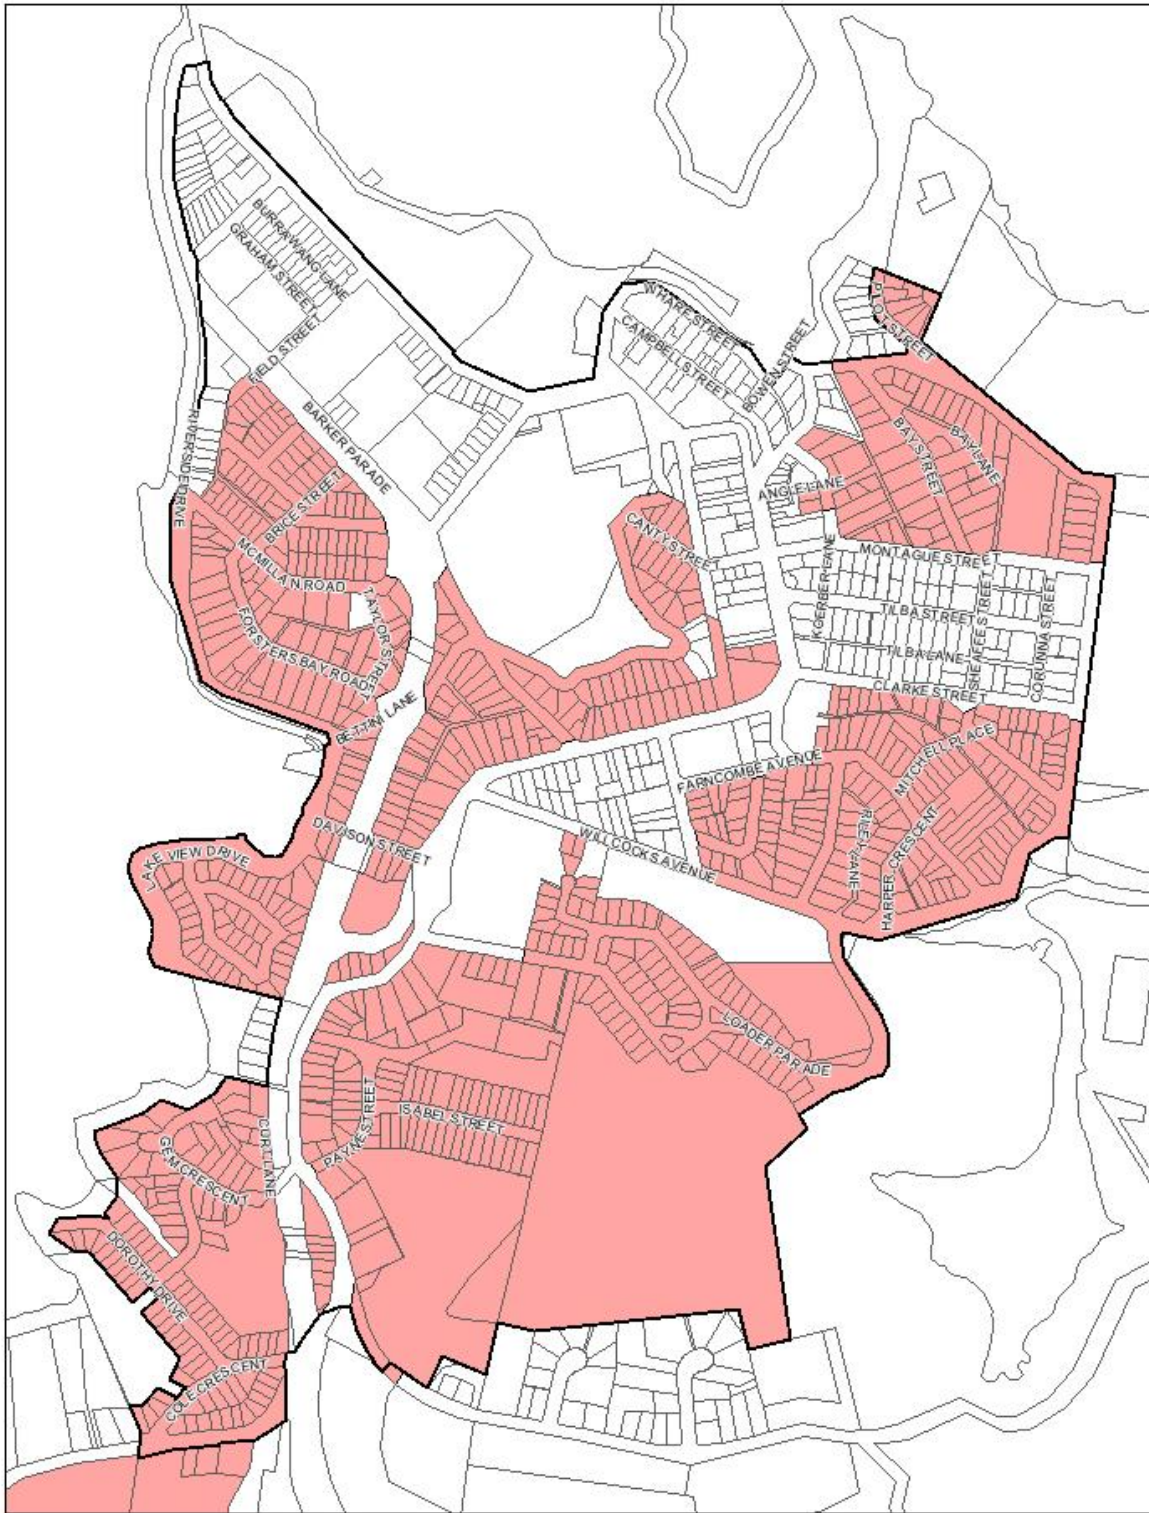 BURRAWANG LANE
GRAHAM STREET
FIELD STREET
BARKER PARADE
WHARF STREET
CAMPBELL STREET
BOWEN STREET
PILOT STREET
RIVERSIDE DRIVE
BRICE STREET
MCMILLAN ROAD
TAYLOR STREET
FORSTERS BAY ROAD
BETTINI LANE
CANTY STREET
ANGLE LANE
BAY STREET
BAY LANE
MONTAGUE STREET
KOERBER LANE
TILBA STREET
TILBA LANE
SHEAFFE STREET
CORUNNA STREET
CLARKE STREET
MITCHELL PLACE
FARNCOMBE AVENUE
RILEY LANE
HARPER CRESCENT
DAVISON STREET
WILLCOCKS AVENUE
LAKE VIEW DRIVE
LOADER PARADE
ISABEL STREET
PAYNE STREET
CORT LANE
GEM CRESCENT
DOROTHY DRIVE
COLE CRESCENT